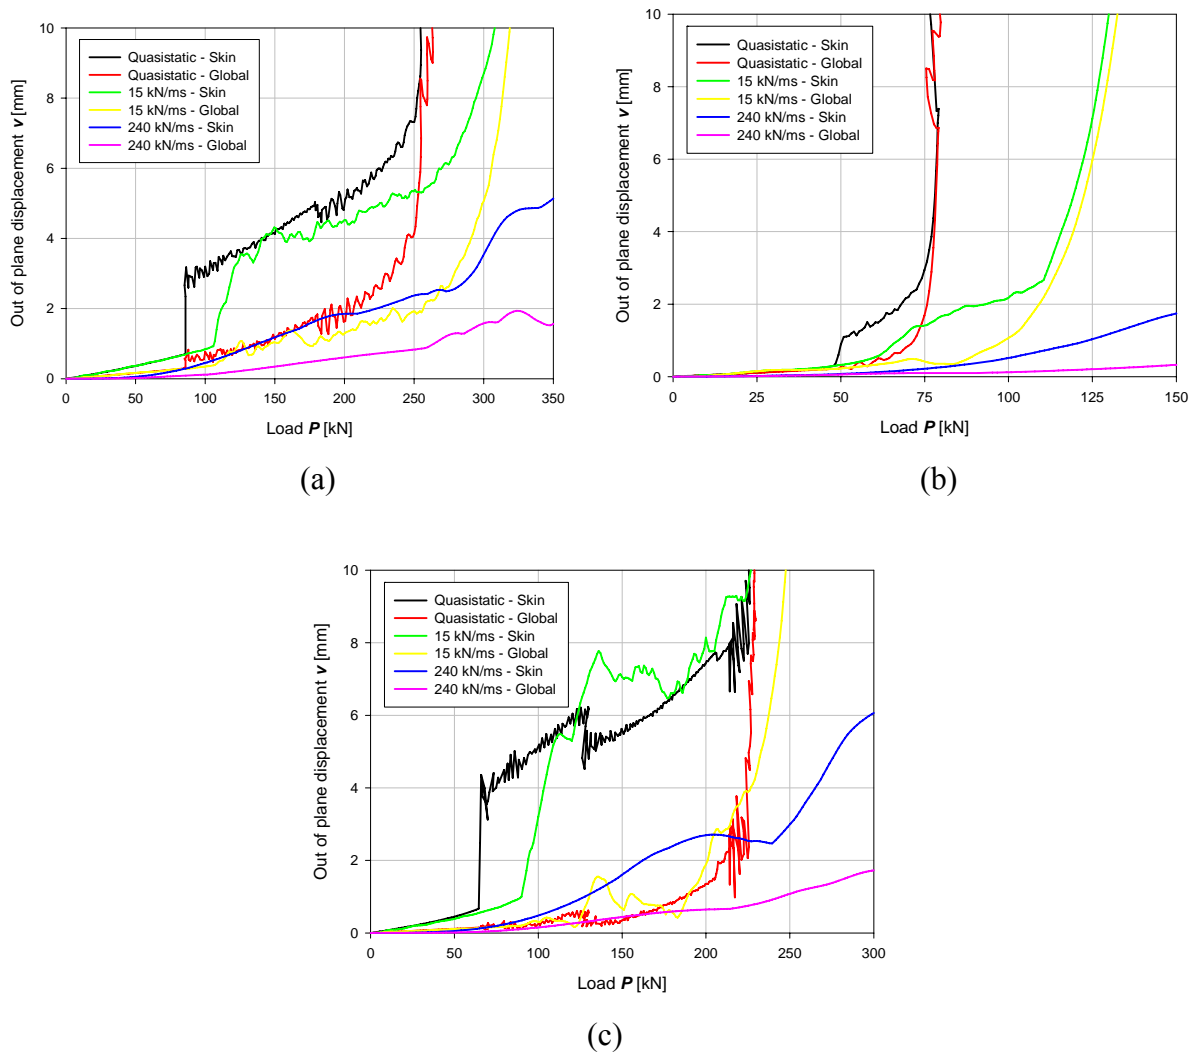 10
8
6
4
2
0
Out of plane displacement v [mm]
Quasistatic - Skin
Quasistatic - Global
15 kN/ms - Skin
15 kN/ms - Global
240 kN/ms - Skin
240 kN/ms - Global
0 50 100 150 200 250 300 350
Load P [kN]
(a)
10
8
6
4
2
0
Out of plane displacement v [mm]
Quasistatic - Skin
Quasistatic - Global
15 kN/ms - Skin
15 kN/ms - Global
240 kN/ms - Skin
240 kN/ms - Global
0 25 50 75 100 125 150
Load P [kN]
(b)
10
8
6
4
2
0
Out of plane displacement v [mm]
Quasistatic - Skin
Quasistatic - Global
15 kN/ms - Skin
15 kN/ms - Global
240 kN/ms - Skin
240 kN/ms - Global
0 50 100 150 200 250 300
Load P [kN]
(c)